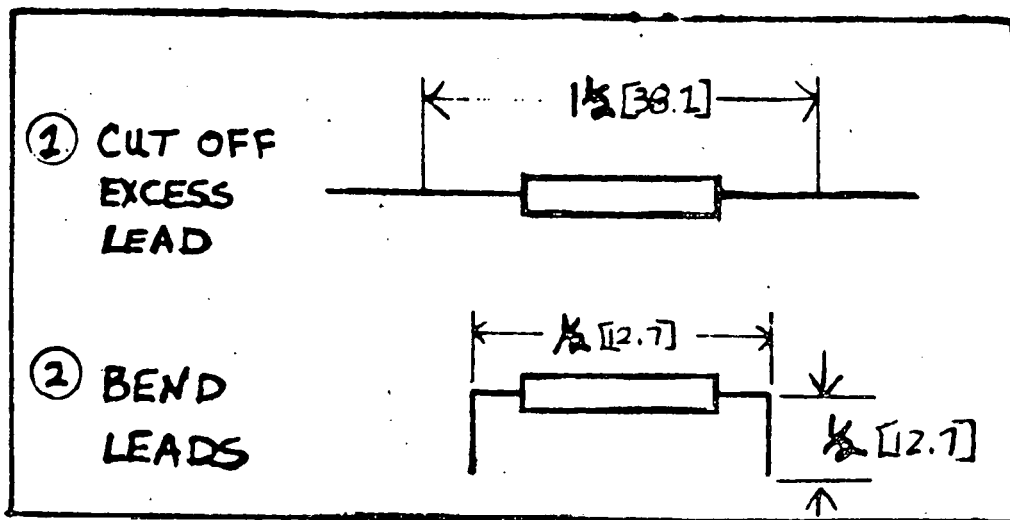 1½ [38.1]
① CUT OFF
EXCESS
LEAD
½ [12.7]
② BEND
LEADS
½ [12.7]